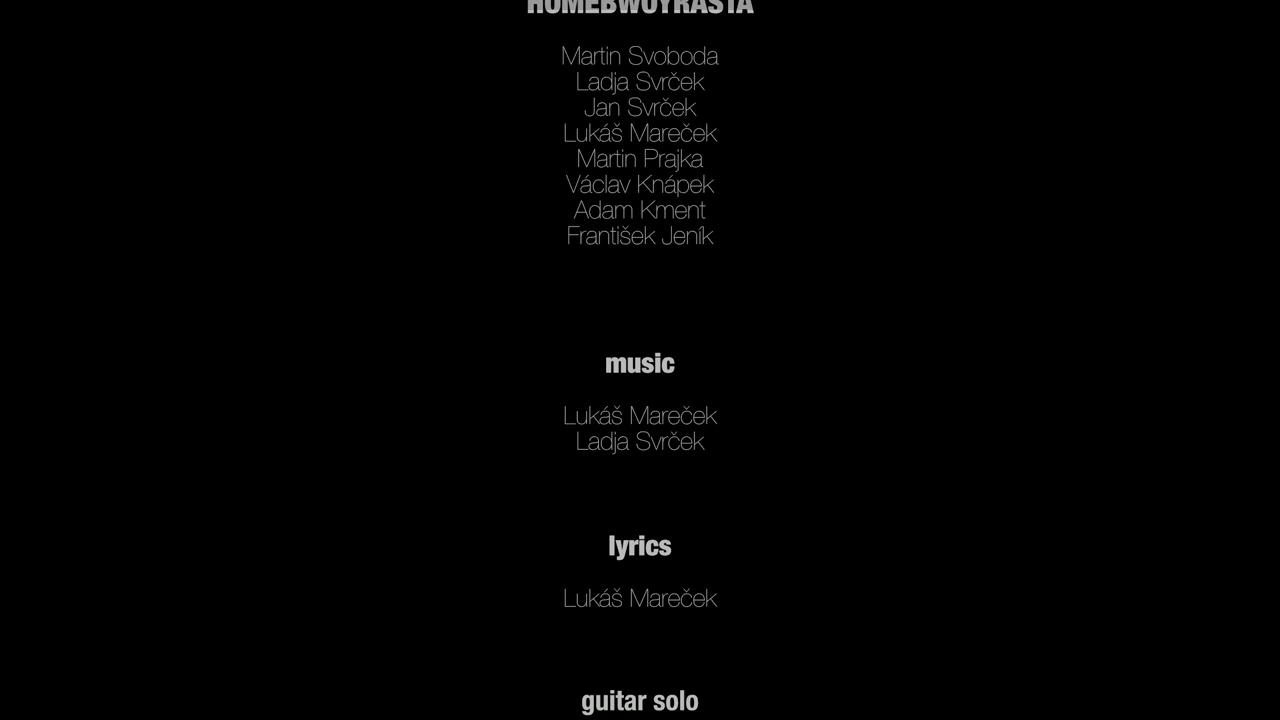 HOMEBWOYRASTA
Martin Svoboda
Ladja Svrček
Jan Svrček
Lukáš Mareček
Martin Prajka
Václav Knápek
Adam Kment
František Jeník
music
Lukáš Mareček
Ladja Svrček
lyrics
Lukáš Mareček
guitar solo